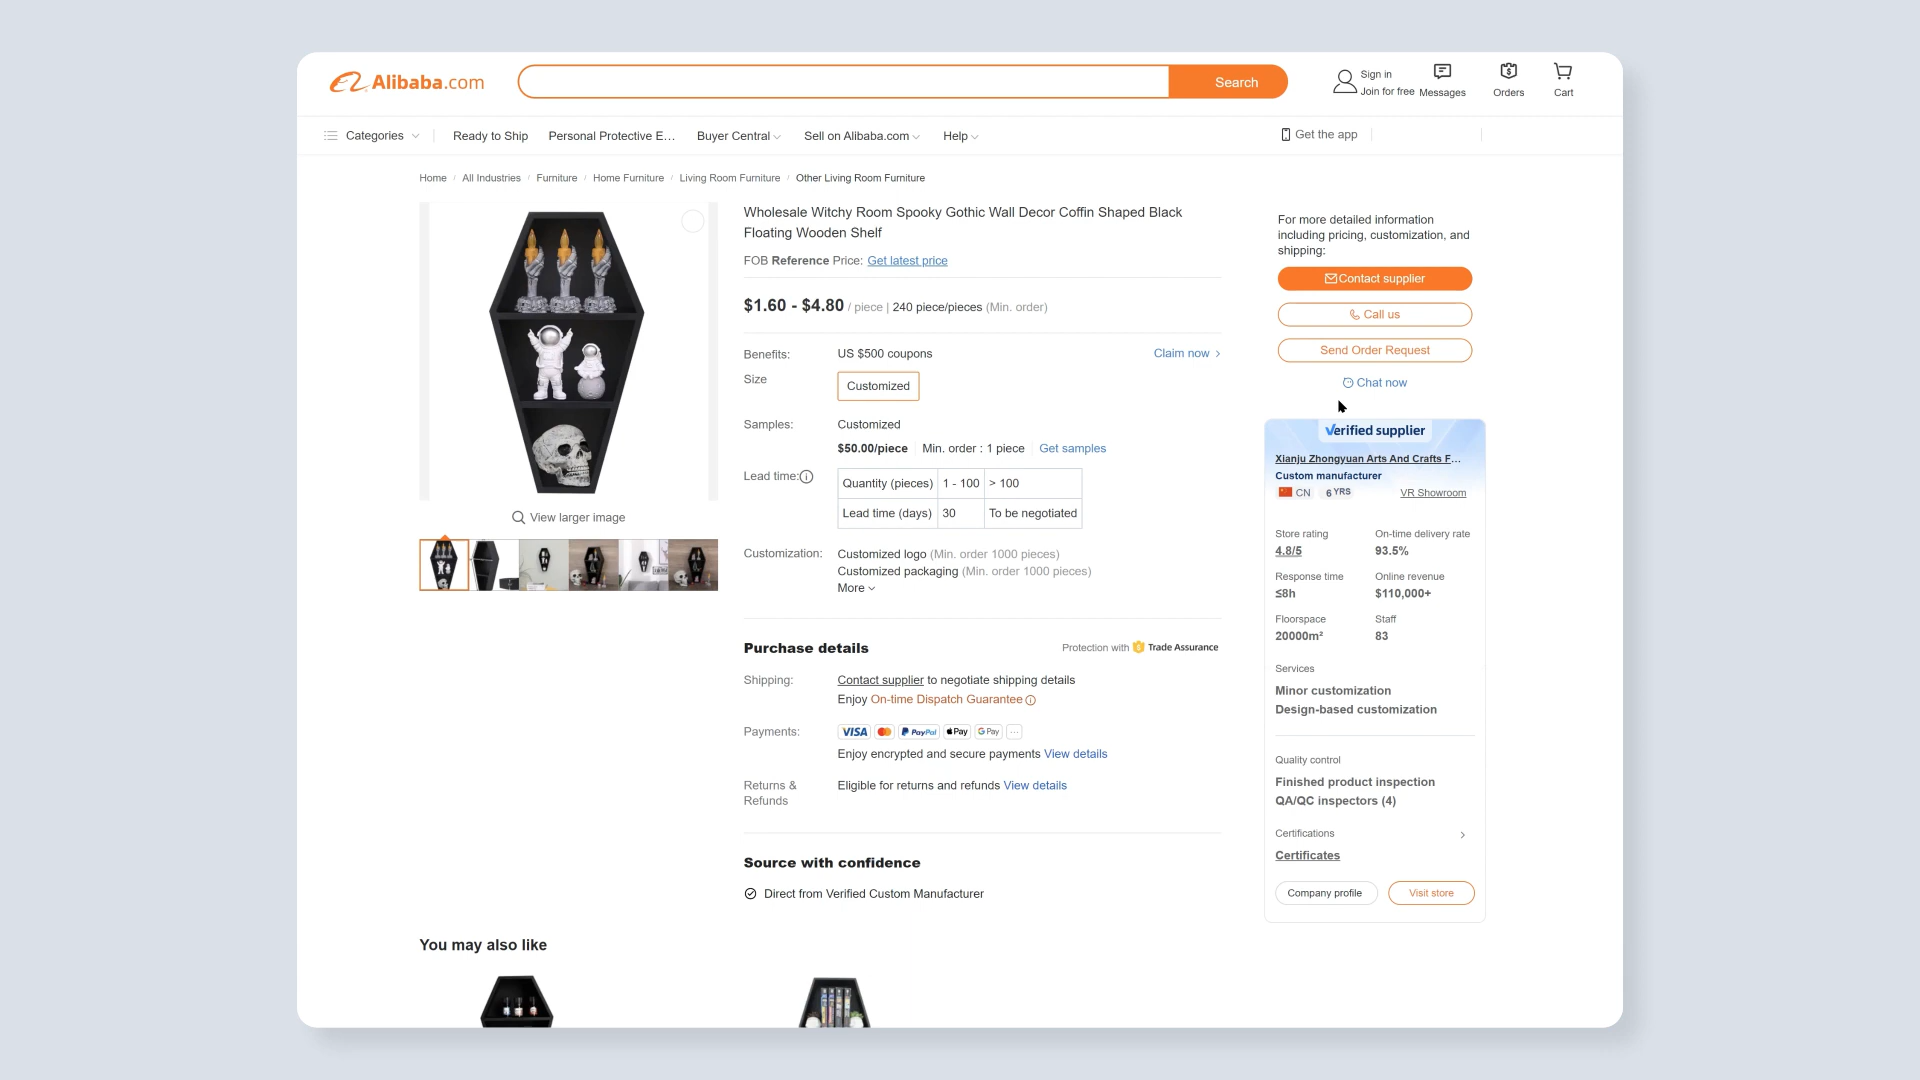 Alibaba.com
Search
Sign in
Join for free
Messages
Orders
Cart
Categories
Ready to Ship
Personal Protective E...
Buyer Central
Sell on Alibaba.com
Help
Get the app
Home / All Industries / Furniture / Home Furniture / Living Room Furniture / Other Living Room Furniture
Wholesale Witchy Room Spooky Gothic Wall Decor Coffin Shaped Black
Floating Wooden Shelf
FOB Reference Price: Get latest price
$1.60 - $4.80 / piece | 240 piece/pieces (Min. order)
Benefits: US $500 coupons Claim now >
Size Customized
Samples: Customized
$50.00/piece Min. order : 1 piece Get samples
Lead time:
Quantity (pieces) 1 - 100 > 100
Lead time (days) 30 To be negotiated
Customization: Customized logo (Min. order 1000 pieces)
Customized packaging (Min. order 1000 pieces)
More
View larger image
Purchase details
Protection with Trade Assurance
Shipping: Contact supplier to negotiate shipping details
Enjoy On-time Dispatch Guarantee
Payments: VISA PayPal Pay G Pay ...
Enjoy encrypted and secure payments View details
Returns &
Refunds
Eligible for returns and refunds View details
Source with confidence
Direct from Verified Custom Manufacturer
For more detailed information
including pricing, customization, and
shipping:
Contact supplier
Call us
Send Order Request
Chat now
Verified supplier
Xianju Zhongyuan Arts And Crafts F...
Custom manufacturer
CN 6 YRS VR Showroom
Store rating On-time delivery rate
4.8/5 93.5%
Response time Online revenue
≤8h $110,000+
Floorspace Staff
20000m² 83
Services
Minor customization
Design-based customization
Quality control
Finished product inspection
QA/QC inspectors (4)
Certifications >
Certificates
Company profile Visit store
You may also like